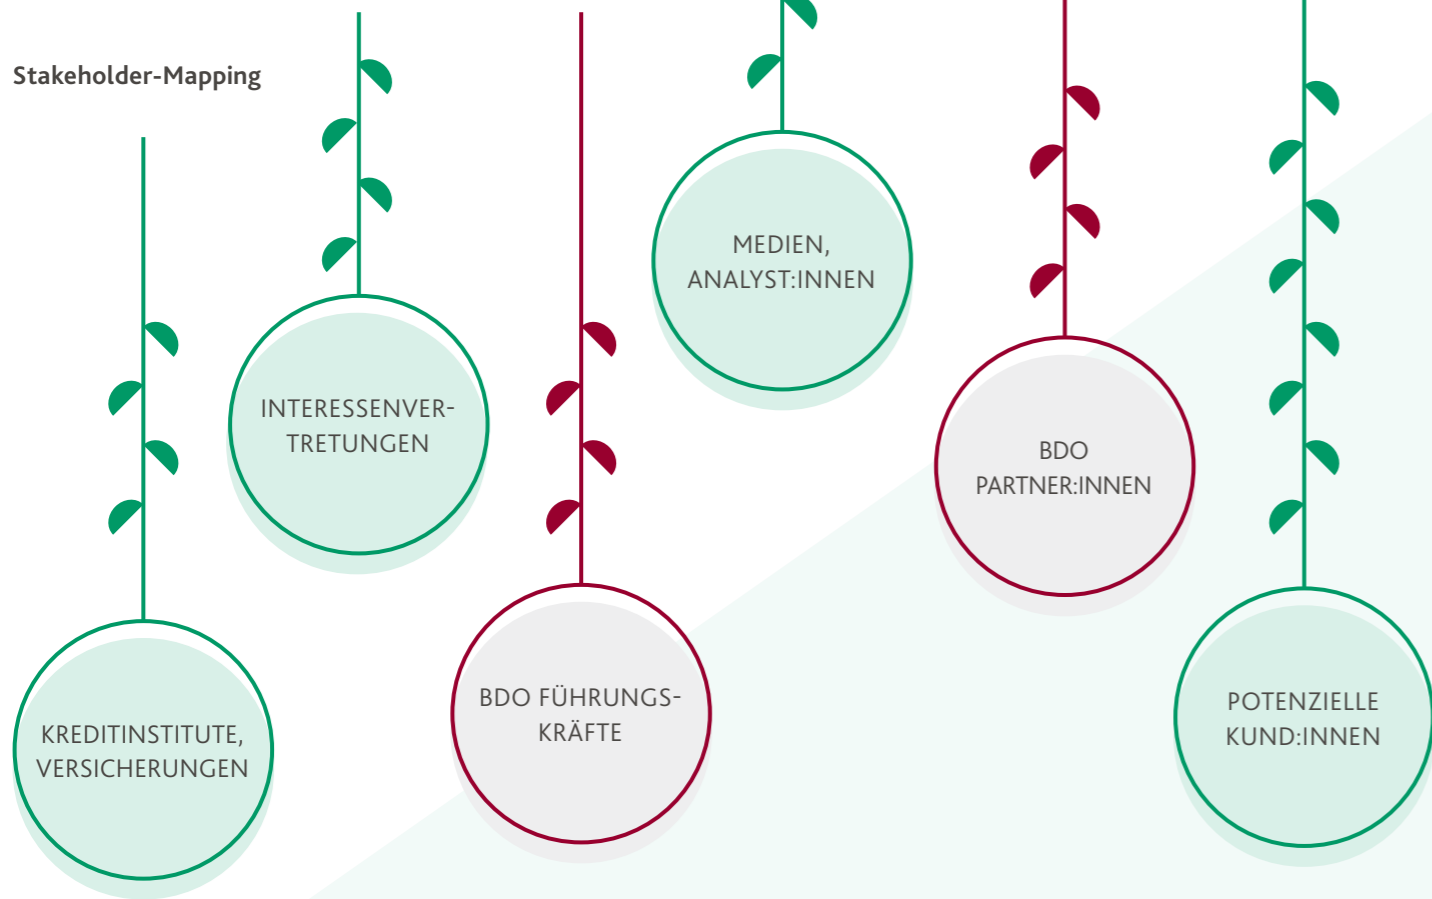 Stakeholder-Mapping
MEDIEN,
ANALYST:INNEN
INTERESSENVER-
TRETUNGEN
BDO
PARTNER:INNEN
BDO FÜHRUNGS-
KRÄFTE
POTENZIELLE
KUND:INNEN
KREDITINSTITUTE,
VERSICHERUNGEN